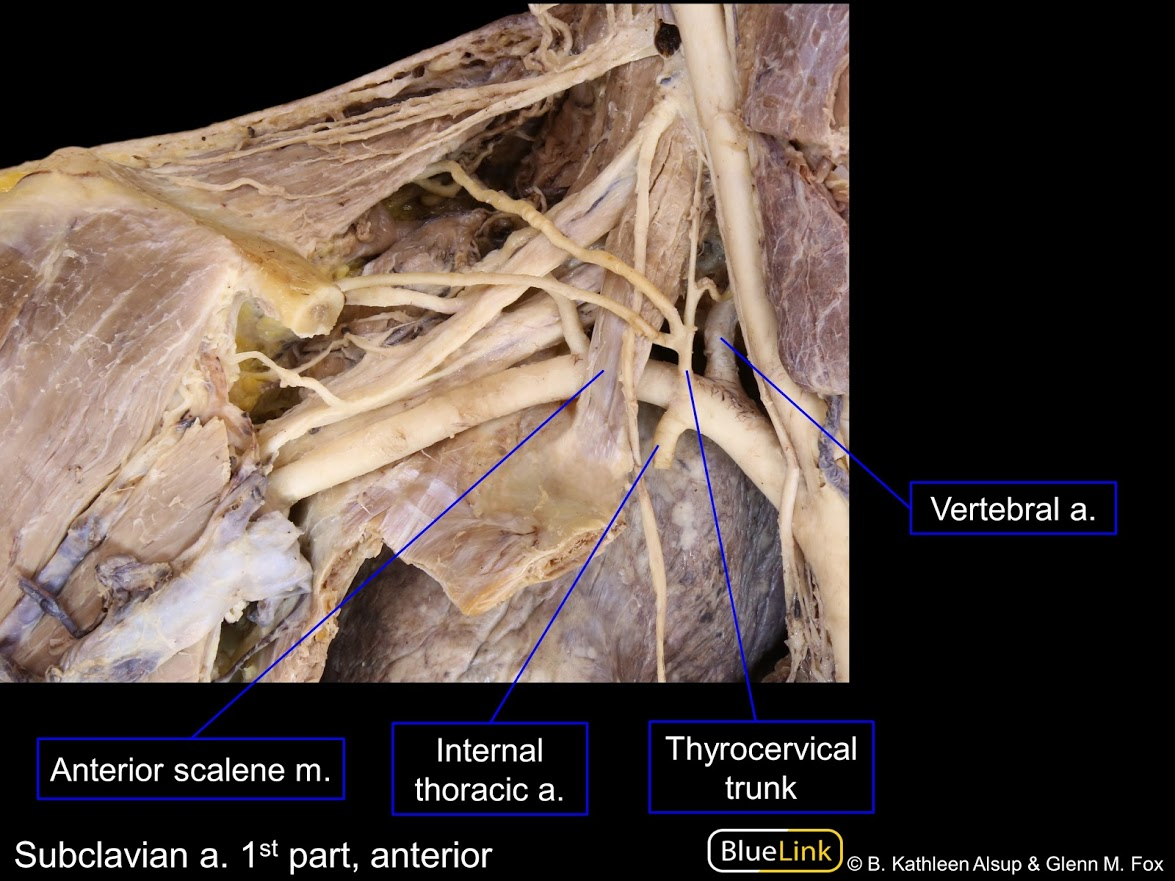 Vertebral a.
Anterior scalene m.
Internal
thoracic a.
Thyrocervical
trunk
Subclavian a. 1st part, anterior
BlueLink
© B. Kathleen Alsup & Glenn M. Fox